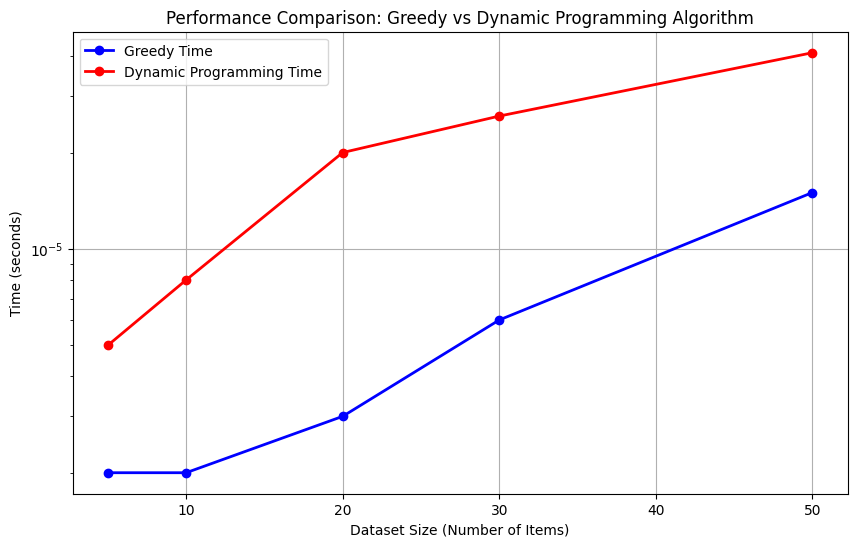 Performance Comparison: Greedy vs Dynamic Programming Algorithm
Greedy Time
Dynamic Programming Time
Time (seconds)
10⁻⁵
10 20 30 40 50
Dataset Size (Number of Items)